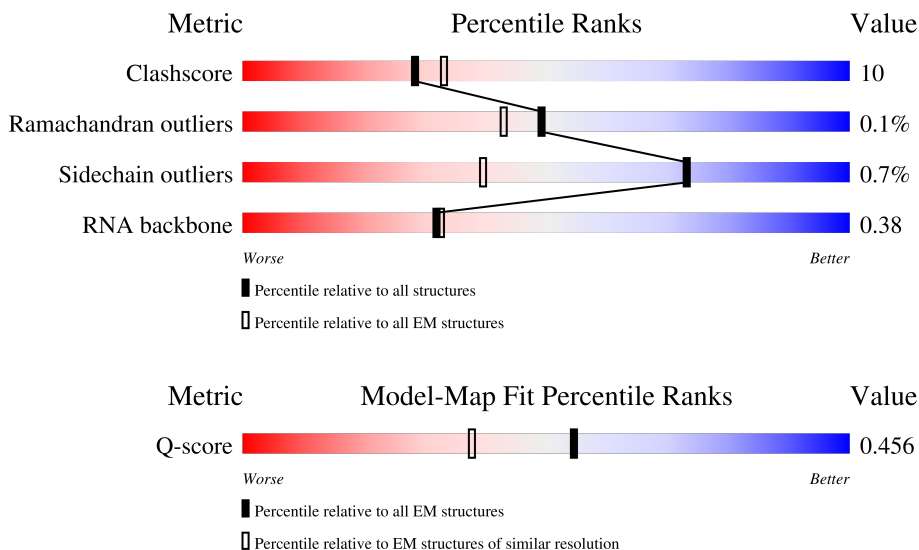 Metric Percentile Ranks Value
Clashscore 10
Ramachandran outliers 0.1%
Sidechain outliers 0.7%
RNA backbone 0.38
Worse Better
Percentile relative to all structures
Percentile relative to all EM structures
Metric Model-Map Fit Percentile Ranks Value
Q-score 0.456
Worse Better
Percentile relative to all EM structures
Percentile relative to EM structures of similar resolution